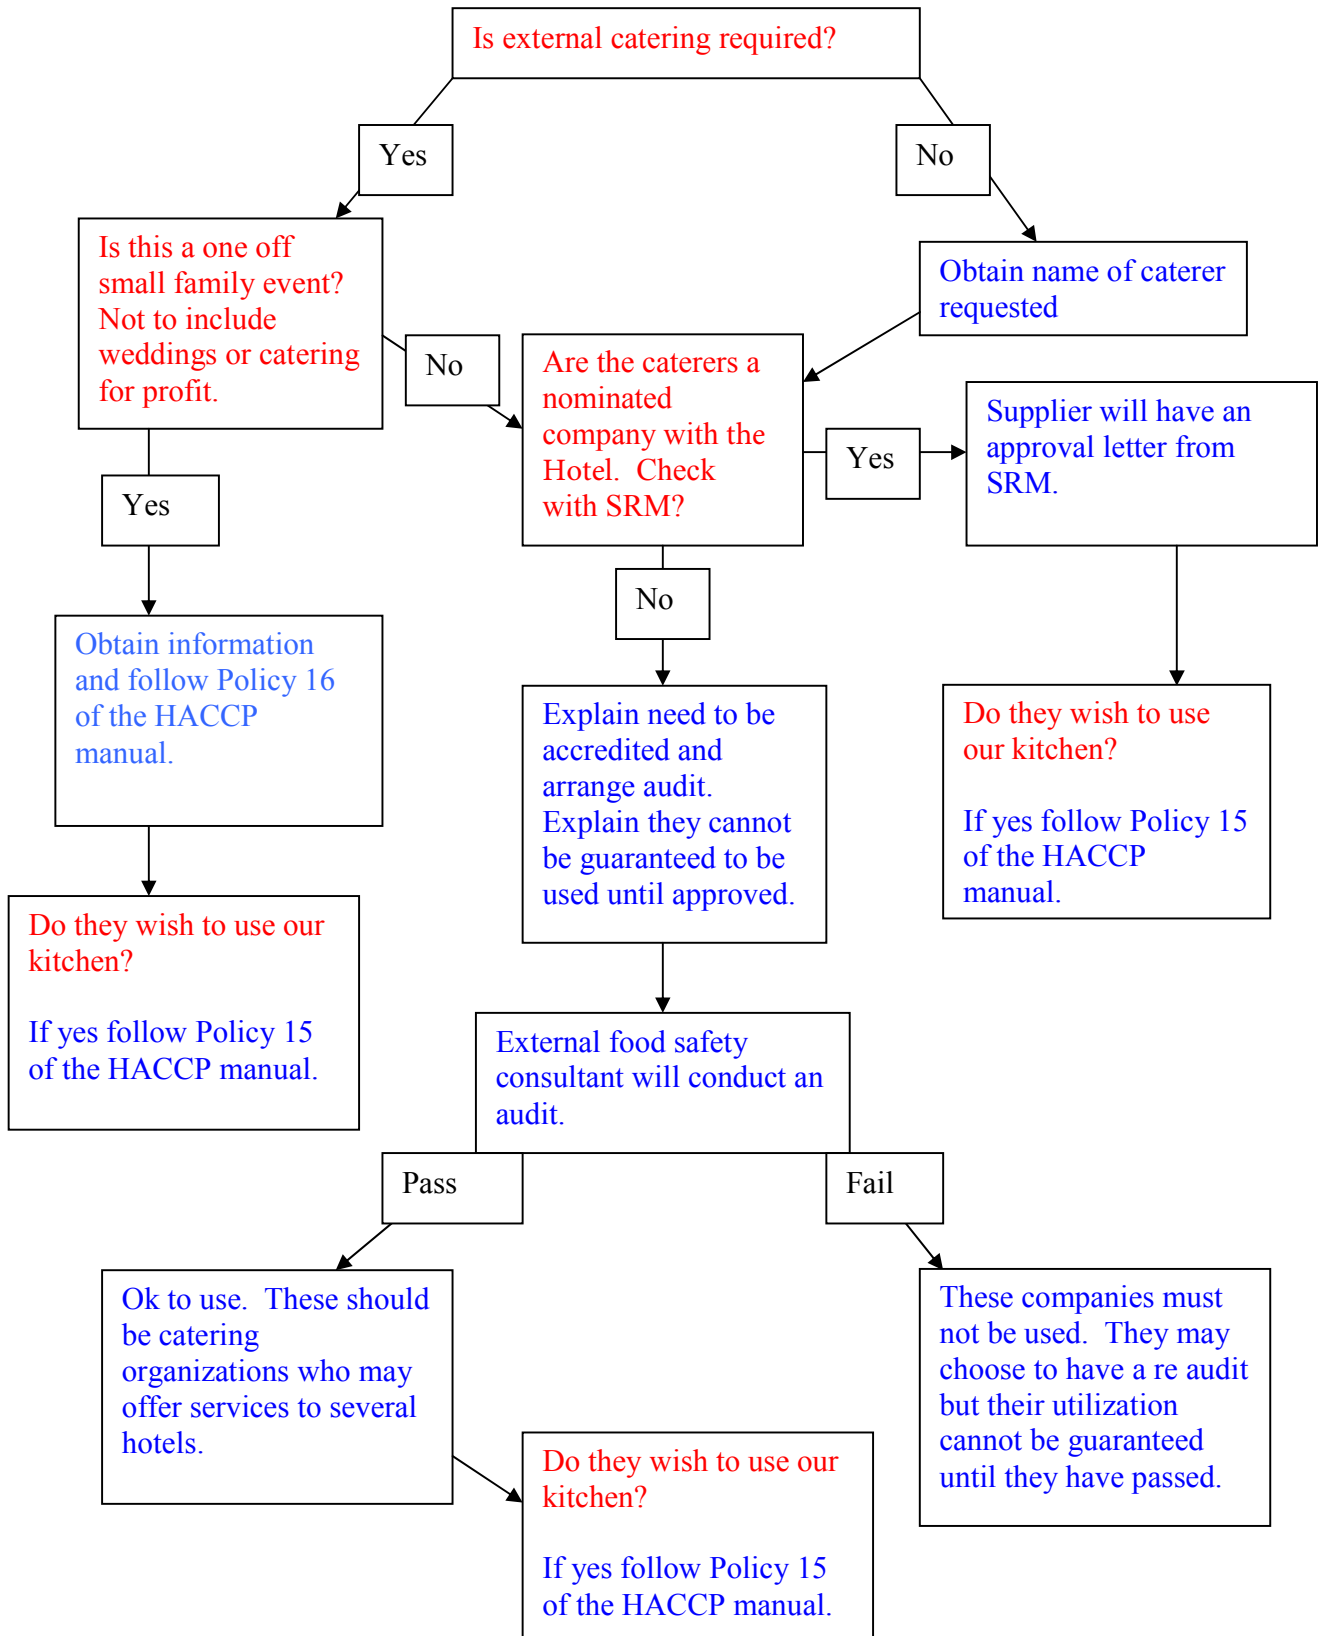 Is external catering required?
Yes
No
Is this a one off
small family event?
Not to include
weddings or catering
for profit.
Obtain name of caterer
requested
No
Are the caterers a
nominated
company with the
Hotel. Check
with SRM?
Yes
Supplier will have an
approval letter from
SRM.
Yes
No
Obtain information
and follow Policy 16
of the HACCP
manual.
Explain need to be
accredited and
arrange audit.
Explain they cannot
be guaranteed to be
used until approved.
Do they wish to use
our kitchen?
If yes follow Policy 15
of the HACCP
manual.
Do they wish to use our
kitchen?
If yes follow Policy 15
of the HACCP manual.
External food safety
consultant will conduct an
audit.
Pass
Fail
Ok to use. These should
be catering
organizations who may
offer services to several
hotels.
These companies must
not be used. They may
choose to have a re audit
but their utilization
cannot be guaranteed
until they have passed.
Do they wish to use our
kitchen?
If yes follow Policy 15
of the HACCP manual.